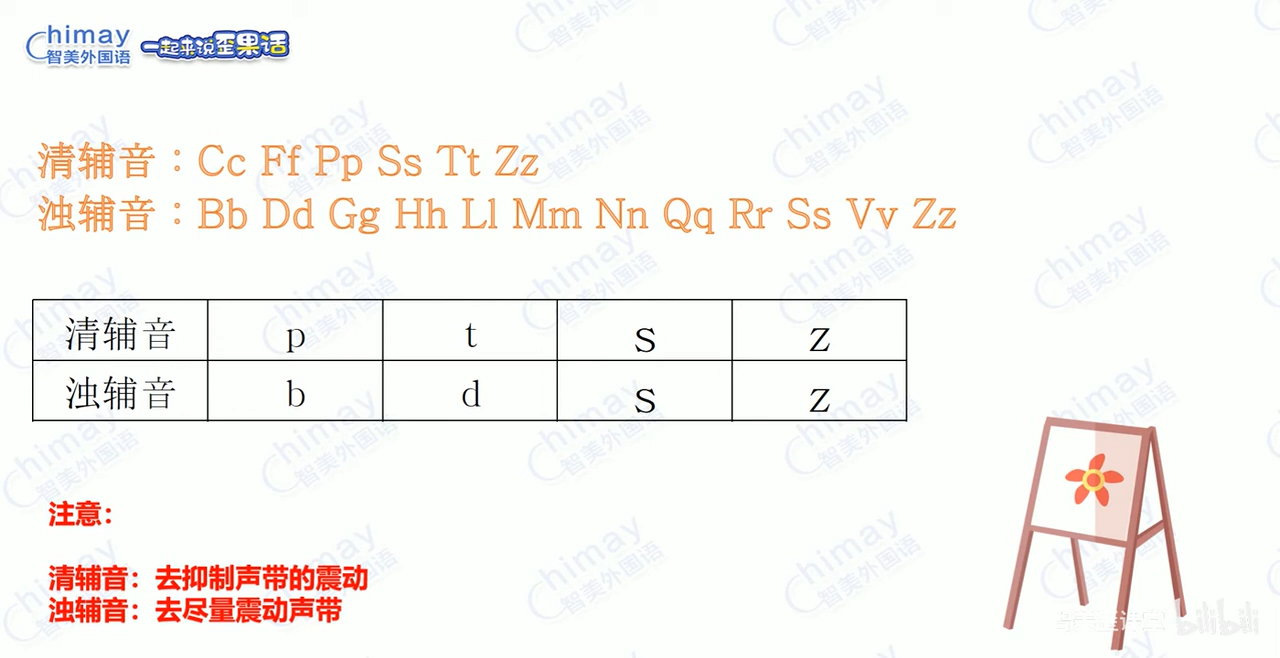 Chimay
智美外国语
一起来说歪果话
清辅音：Cc Ff Pp Ss Tt Zz
浊辅音：Bb Dd Gg Hh Ll Mm Nn Qq Rr Ss Vv Zz
清辅音 p t s z
浊辅音 b d s z
注意：
清辅音：去抑制声带的震动
浊辅音：去尽量震动声带
bilibili